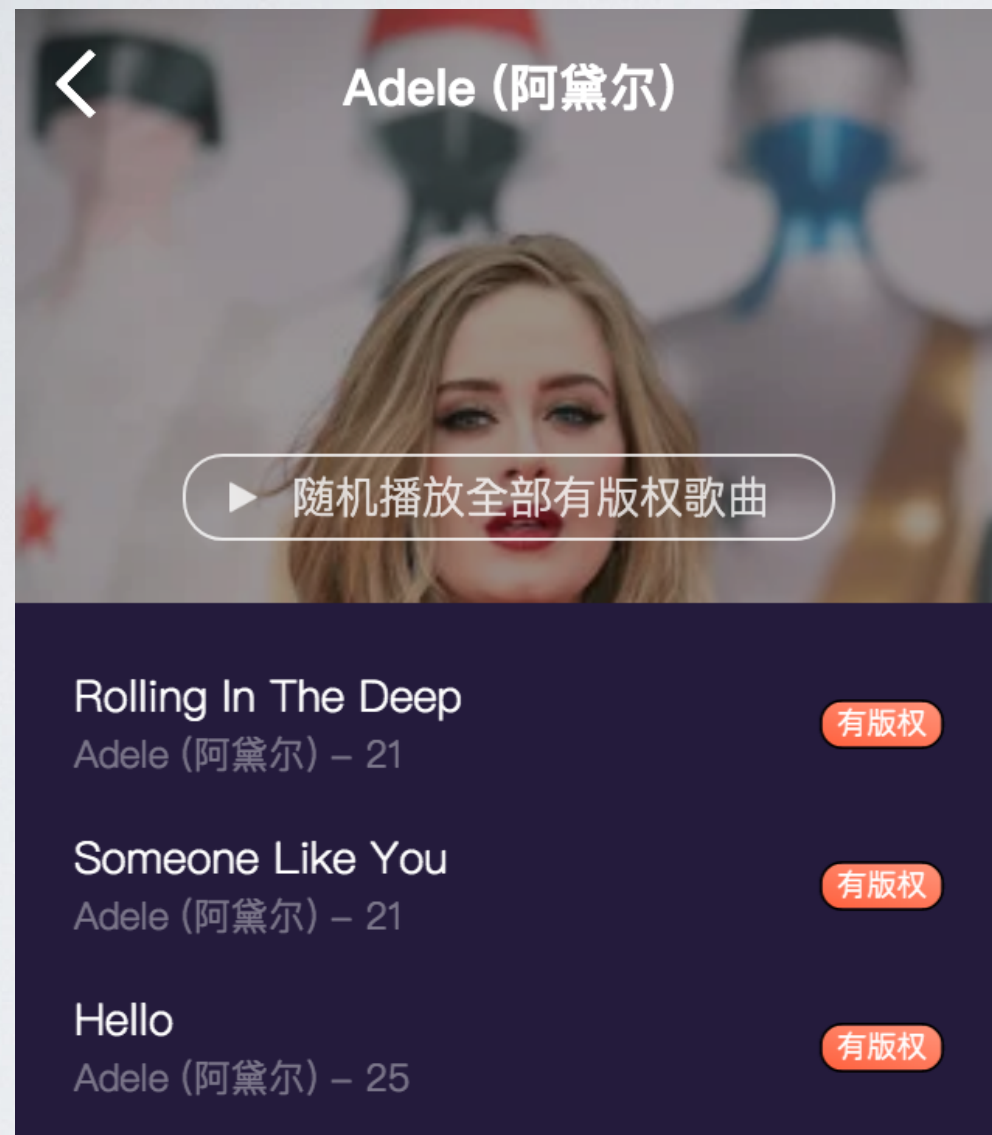 Adele (阿黛尔)
随机播放全部有版权歌曲
Rolling In The Deep
有版权
Adele (阿黛尔) – 21
Someone Like You
有版权
Adele (阿黛尔) – 21
Hello
有版权
Adele (阿黛尔) – 25